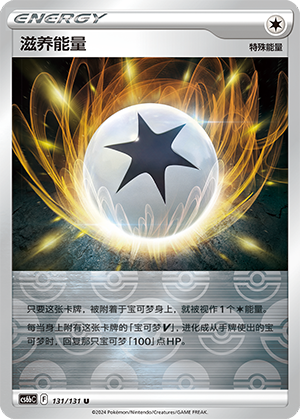 ENERGY
滋养能量
特殊能量
只要这张卡牌，被附着于宝可梦身上，就被视作1个能量。
每当身上附有这张卡牌的「宝可梦V」，进化成从手牌使出的宝可梦时，回复那只宝可梦「100」点HP。
CS6bC F 131/131 U
©2024 Pokémon/Nintendo/Creatures/GAME FREAK.